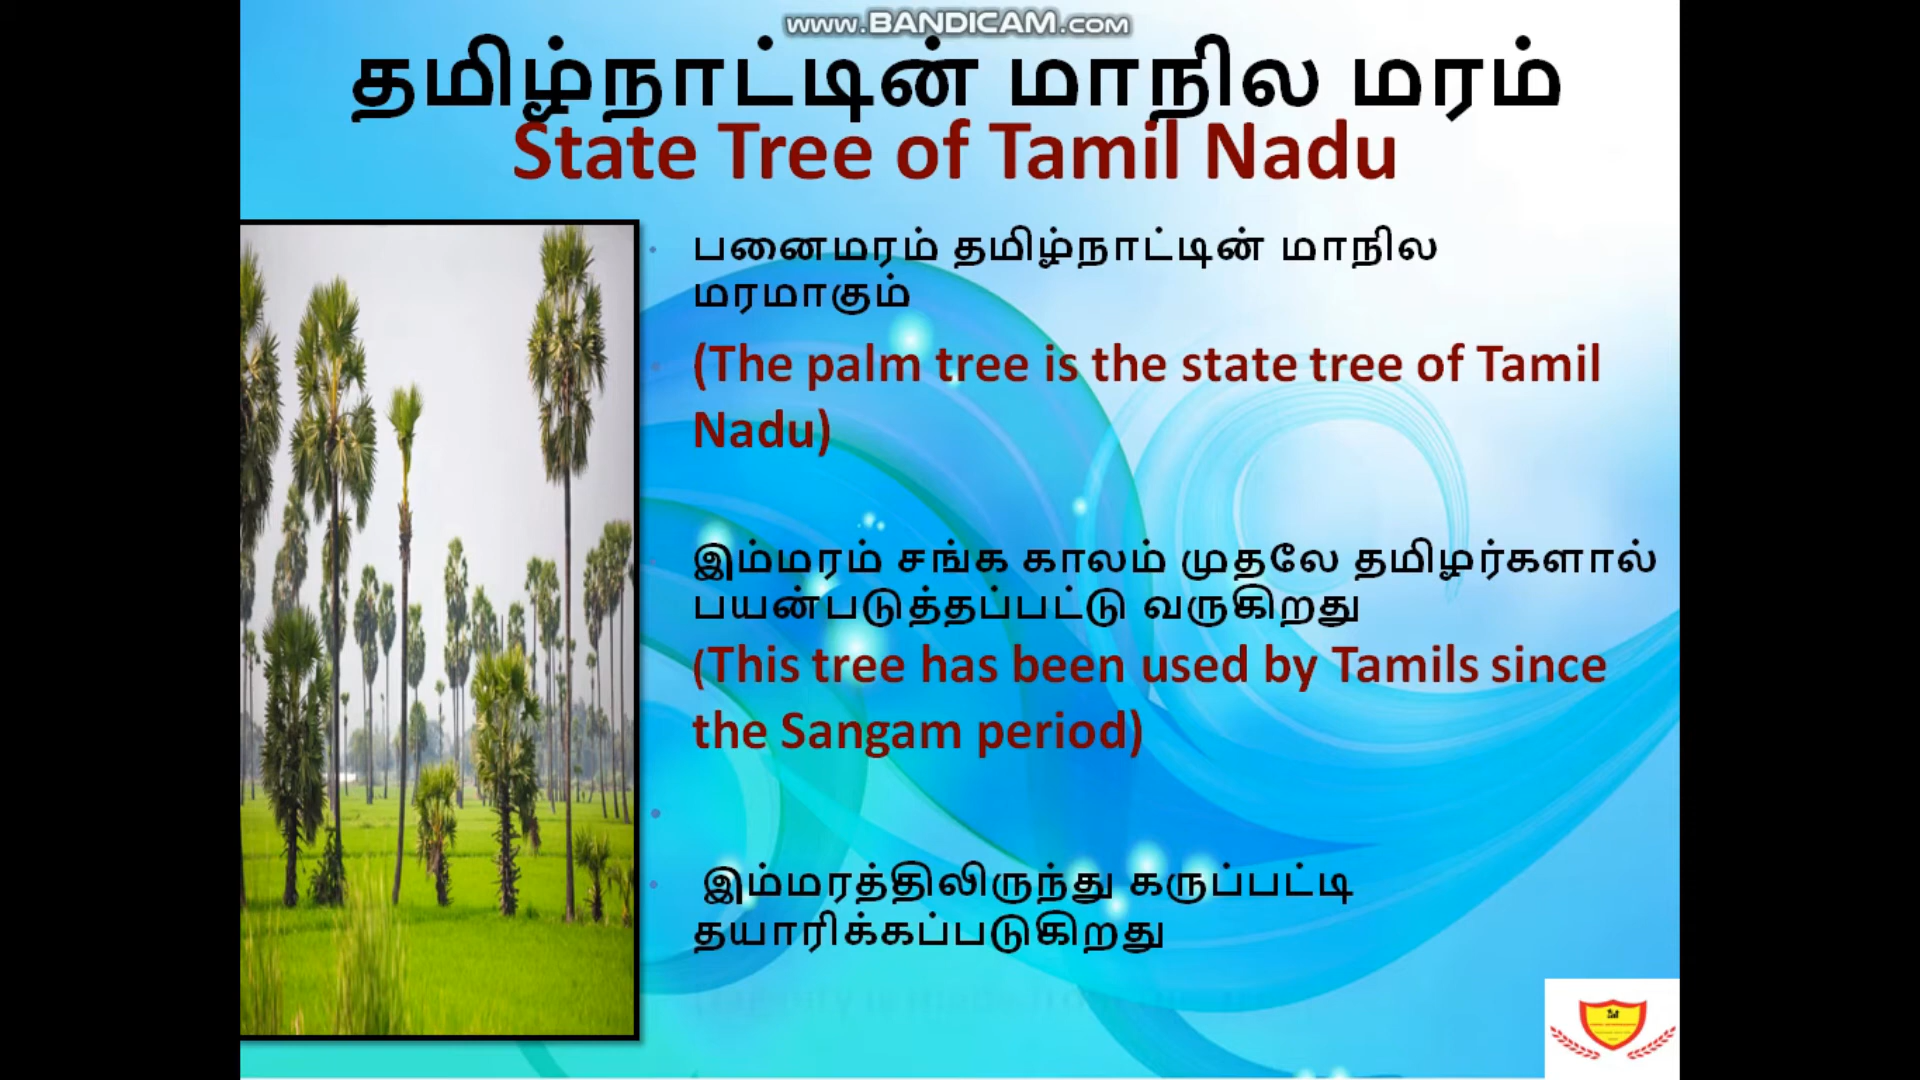 www.BANDICAM.com
தமிழ்நாட்டின் மாநில மரம்
State Tree of Tamil Nadu
பனைமரம் தமிழ்நாட்டின் மாநில
மரமாகும்
(The palm tree is the state tree of Tamil
Nadu)
இம்மரம் சங்க காலம் முதலே தமிழர்களால்
பயன்படுத்தப்பட்டு வருகிறது
(This tree has been used by Tamils since
the Sangam period)
இம்மரத்திலிருந்து கருப்பட்டி
தயாரிக்கப்படுகிறது